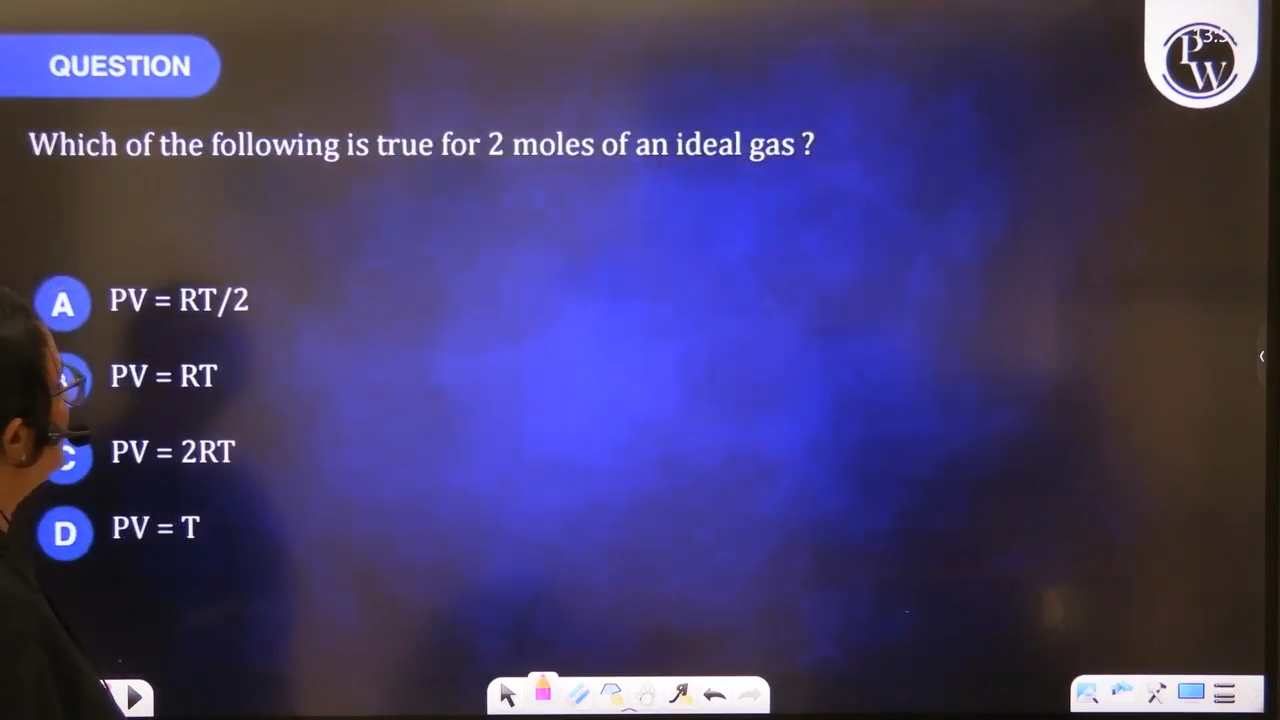 QUESTION
Which of the following is true for 2 moles of an ideal gas ?
A PV = RT/2
PV = RT
C PV = 2RT
D PV = T
PW